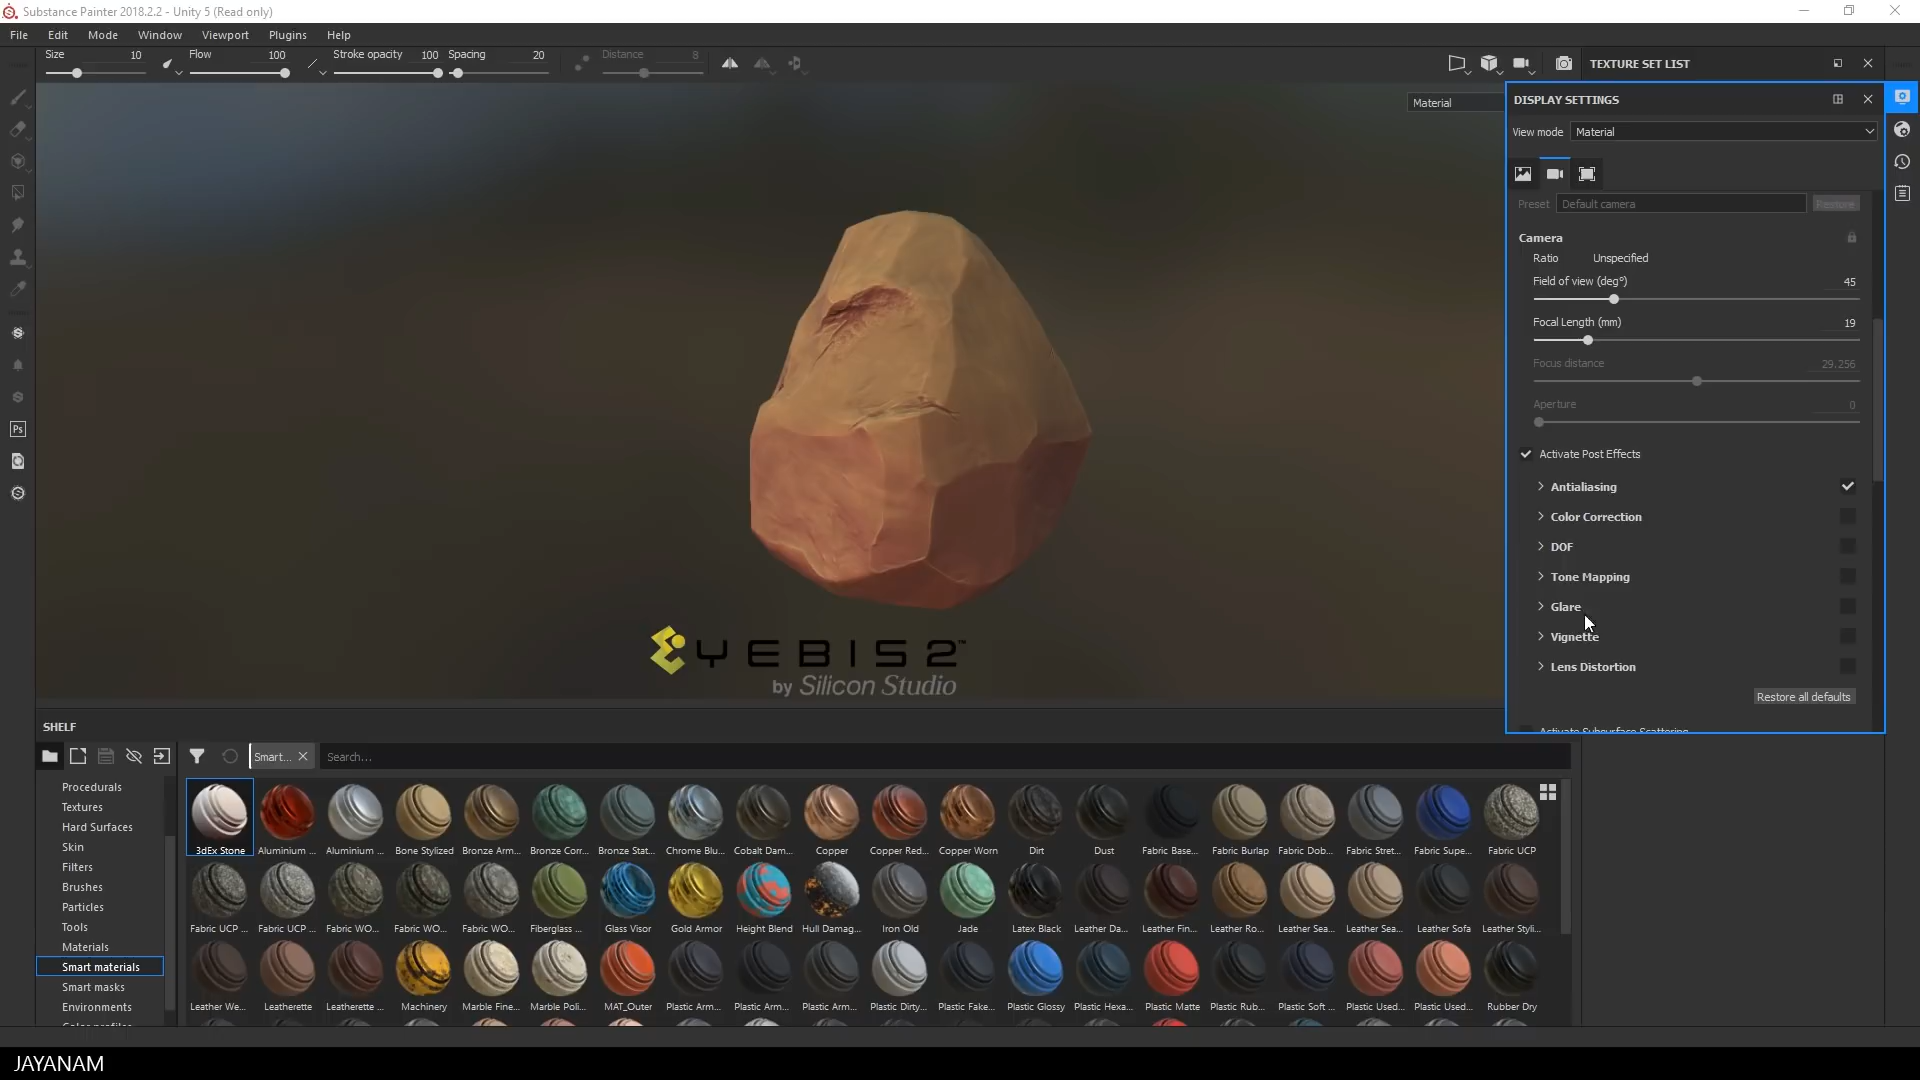 Substance Painter 2018.2.2 - Unity 5 (Read only)
File Edit Mode Window Viewport Plugins Help
Size 10 Flow 100 Stroke opacity 100 Spacing 20 Distance 8
TEXTURE SET LIST
Material
DISPLAY SETTINGS
View mode Material
Preset Default camera Restore
Camera
Ratio Unspecified
Field of view (deg°) 45
Focal Length (mm) 19
Focus distance 29.256
Aperture 0
Activate Post Effects
Antialiasing
Color Correction
DOF
Tone Mapping
Glare
Vignette
Lens Distortion
Restore all defaults
Activate Subsurface Scattering
Ps
YEBIS 2™
by Silicon Studio
SHELF
Smart... Search...
Procedurals
Textures
Hard Surfaces
Skin
Filters
Brushes
Particles
Tools
Materials
Smart materials
Smart masks
Environments
Color profiles
3dEx Stone Aluminium ... Aluminium ... Bone Stylized Bronze Arm... Bronze Corr... Bronze Stat... Chrome Blu... Cobalt Dam... Copper Copper Red... Copper Worn Dirt Dust Fabric Base... Fabric Burlap Fabric Dob... Fabric Stret... Fabric Supe... Fabric UCP
Fabric UCP ... Fabric UCP ... Fabric WO... Fabric WO... Fabric WO... Fiberglass ... Glass Visor Gold Armor Height Blend Hull Damag... Iron Old Jade Latex Black Leather Da... Leather Fin... Leather Ro... Leather Sea... Leather Sea... Leather Sofa Leather Styli...
Leather We... Leatherette Leatherette ... Machinery Marble Fine... Marble Poli... MAT_Outer Plastic Arm... Plastic Arm... Plastic Arm... Plastic Dirty... Plastic Fake... Plastic Glossy Plastic Hexa... Plastic Matte Plastic Rub... Plastic Soft ... Plastic Used... Plastic Used... Rubber Dry
JAYANAM